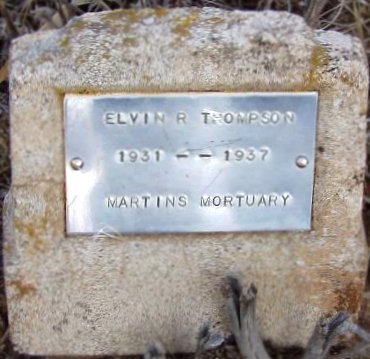 ELVIN R THOMPSON
1931 -- 1937
MARTINS MORTUARY